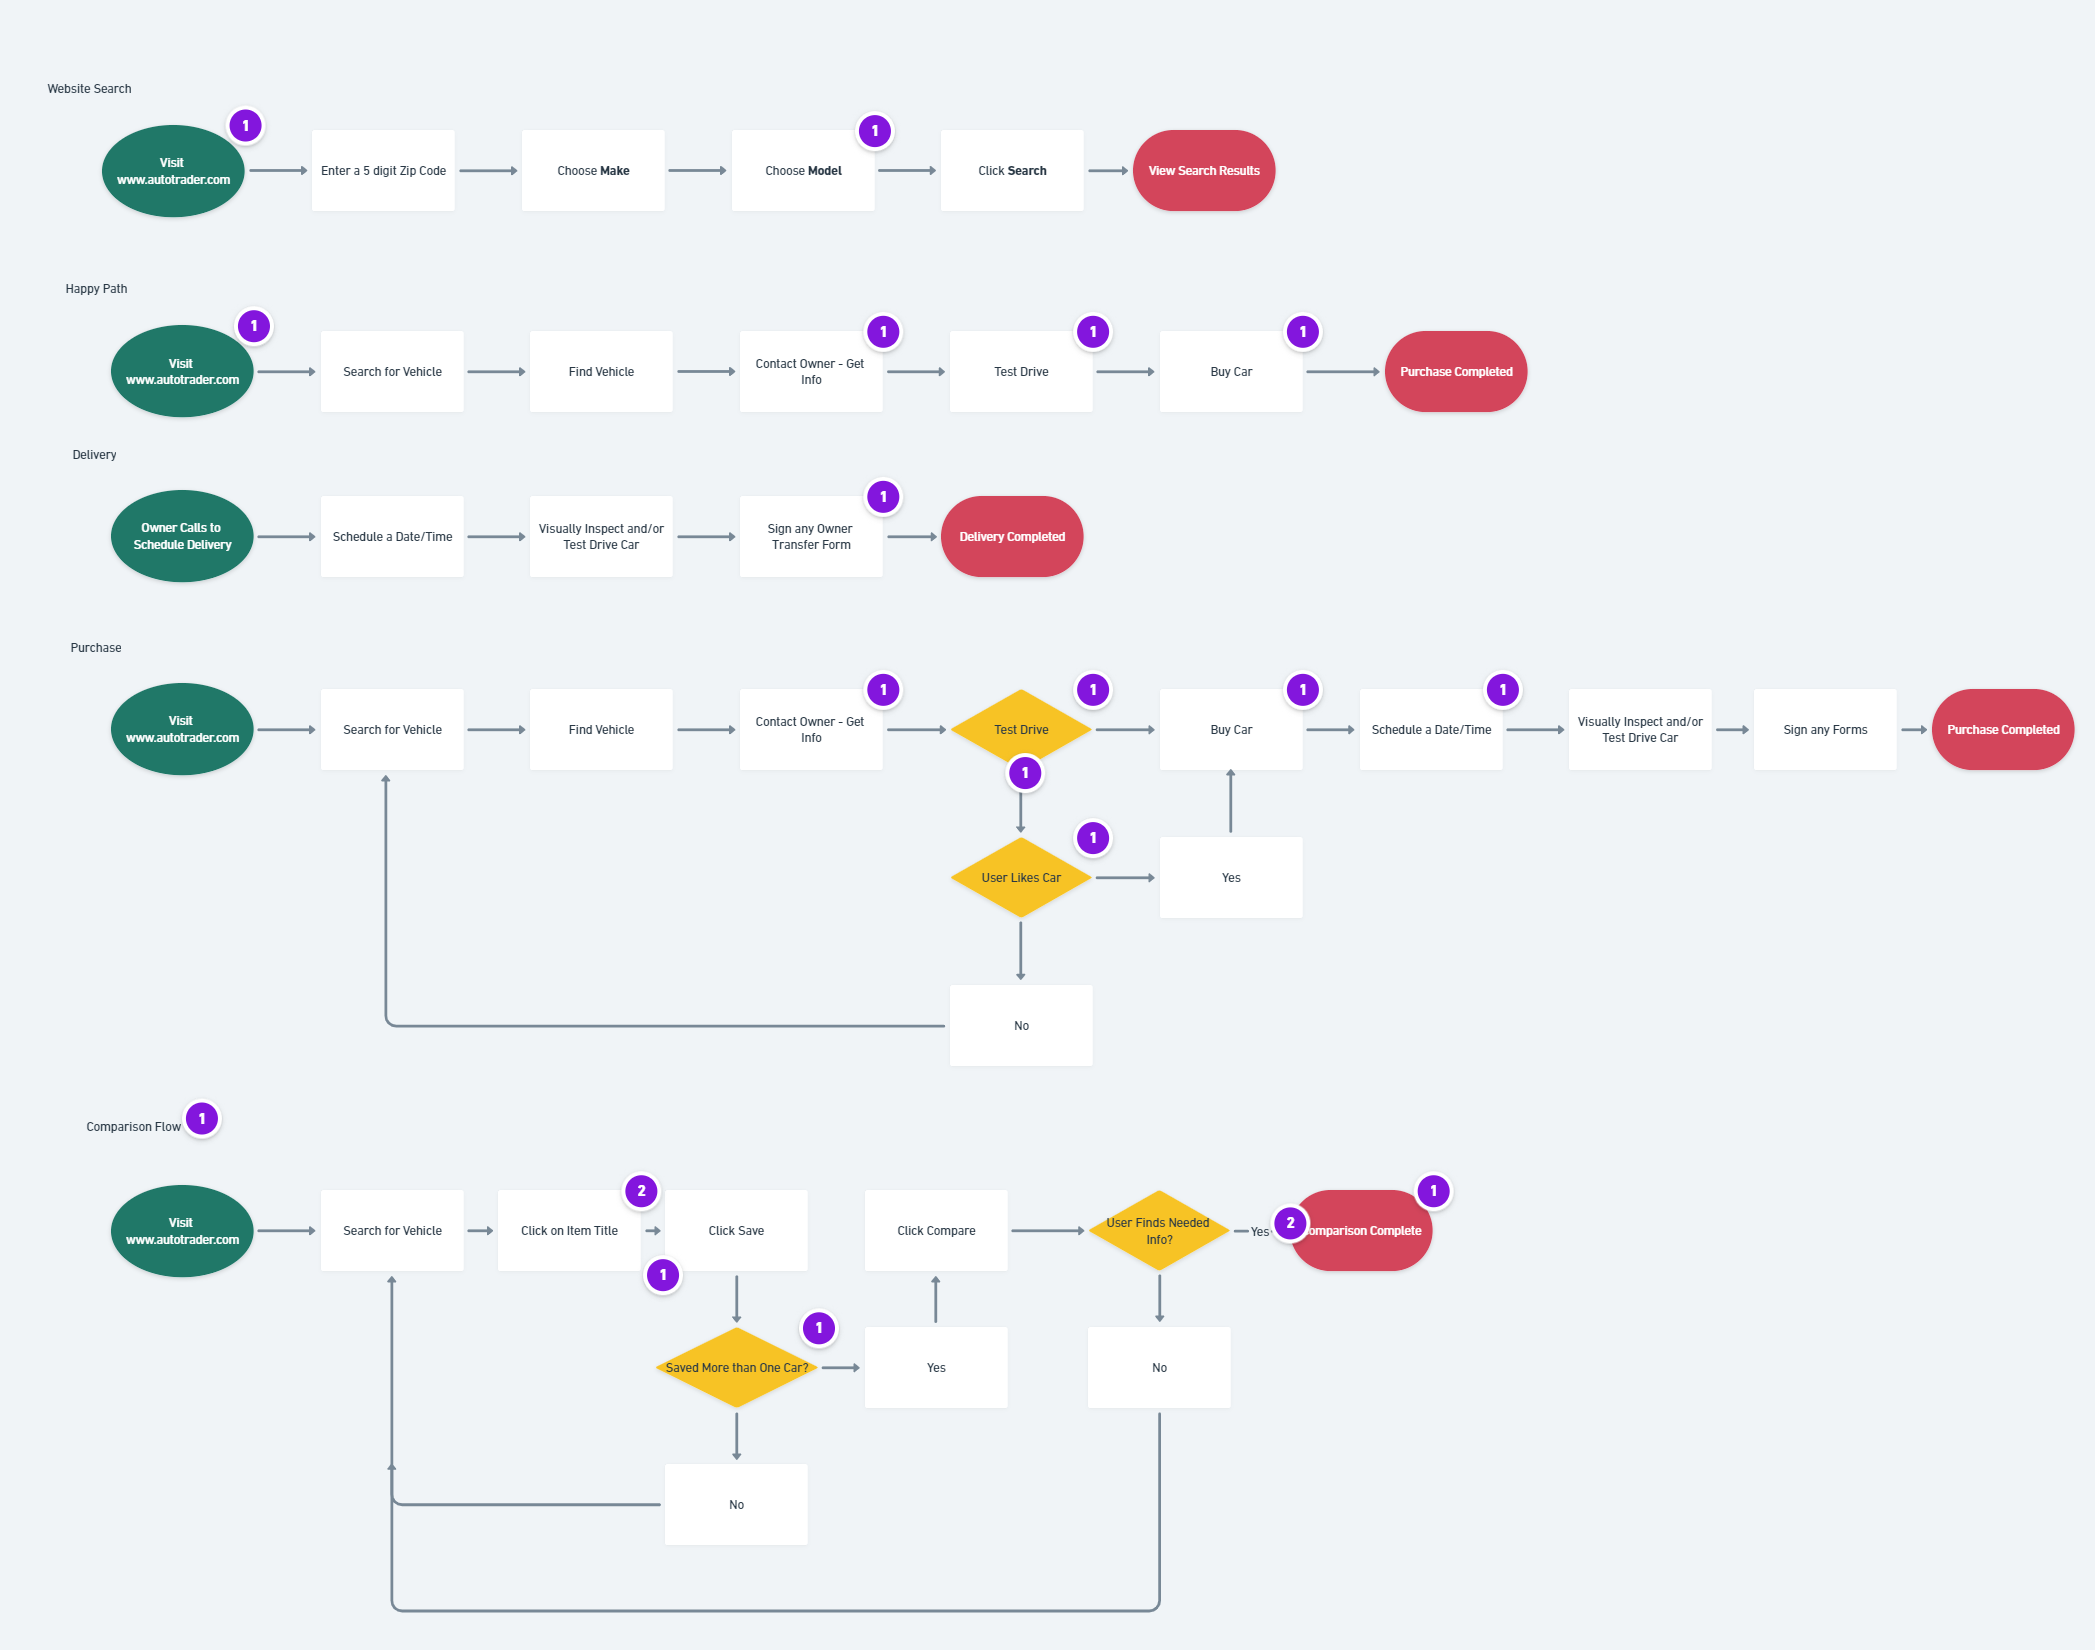 Website Search
1
1
Visit
www.autotrader.com
Enter a 5 digit Zip Code
Choose Make
Choose Model
Click Search
View Search Results
Happy Path
1
1
1
1
Visit
www.autotrader.com
Search for Vehicle
Find Vehicle
Contact Owner - Get
Info
Test Drive
Buy Car
Purchase Completed
Delivery
1
Owner Calls to
Schedule Delivery
Schedule a Date/Time
Visually Inspect and/or
Test Drive Car
Sign any Owner
Transfer Form
Delivery Completed
Purchase
1
1
1
1
Visit
www.autotrader.com
Search for Vehicle
Find Vehicle
Contact Owner - Get
Info
Test Drive
Buy Car
Schedule a Date/Time
Visually Inspect and/or
Test Drive Car
Sign any Forms
Purchase Completed
1
1
User Likes Car
Yes
No
Comparison Flow
1
2
1
Visit
www.autotrader.com
Search for Vehicle
Click on Item Title
Click Save
Click Compare
User Finds Needed
Info?
Yes
2
omparison Complete
1
1
Saved More than One Car?
Yes
No
No